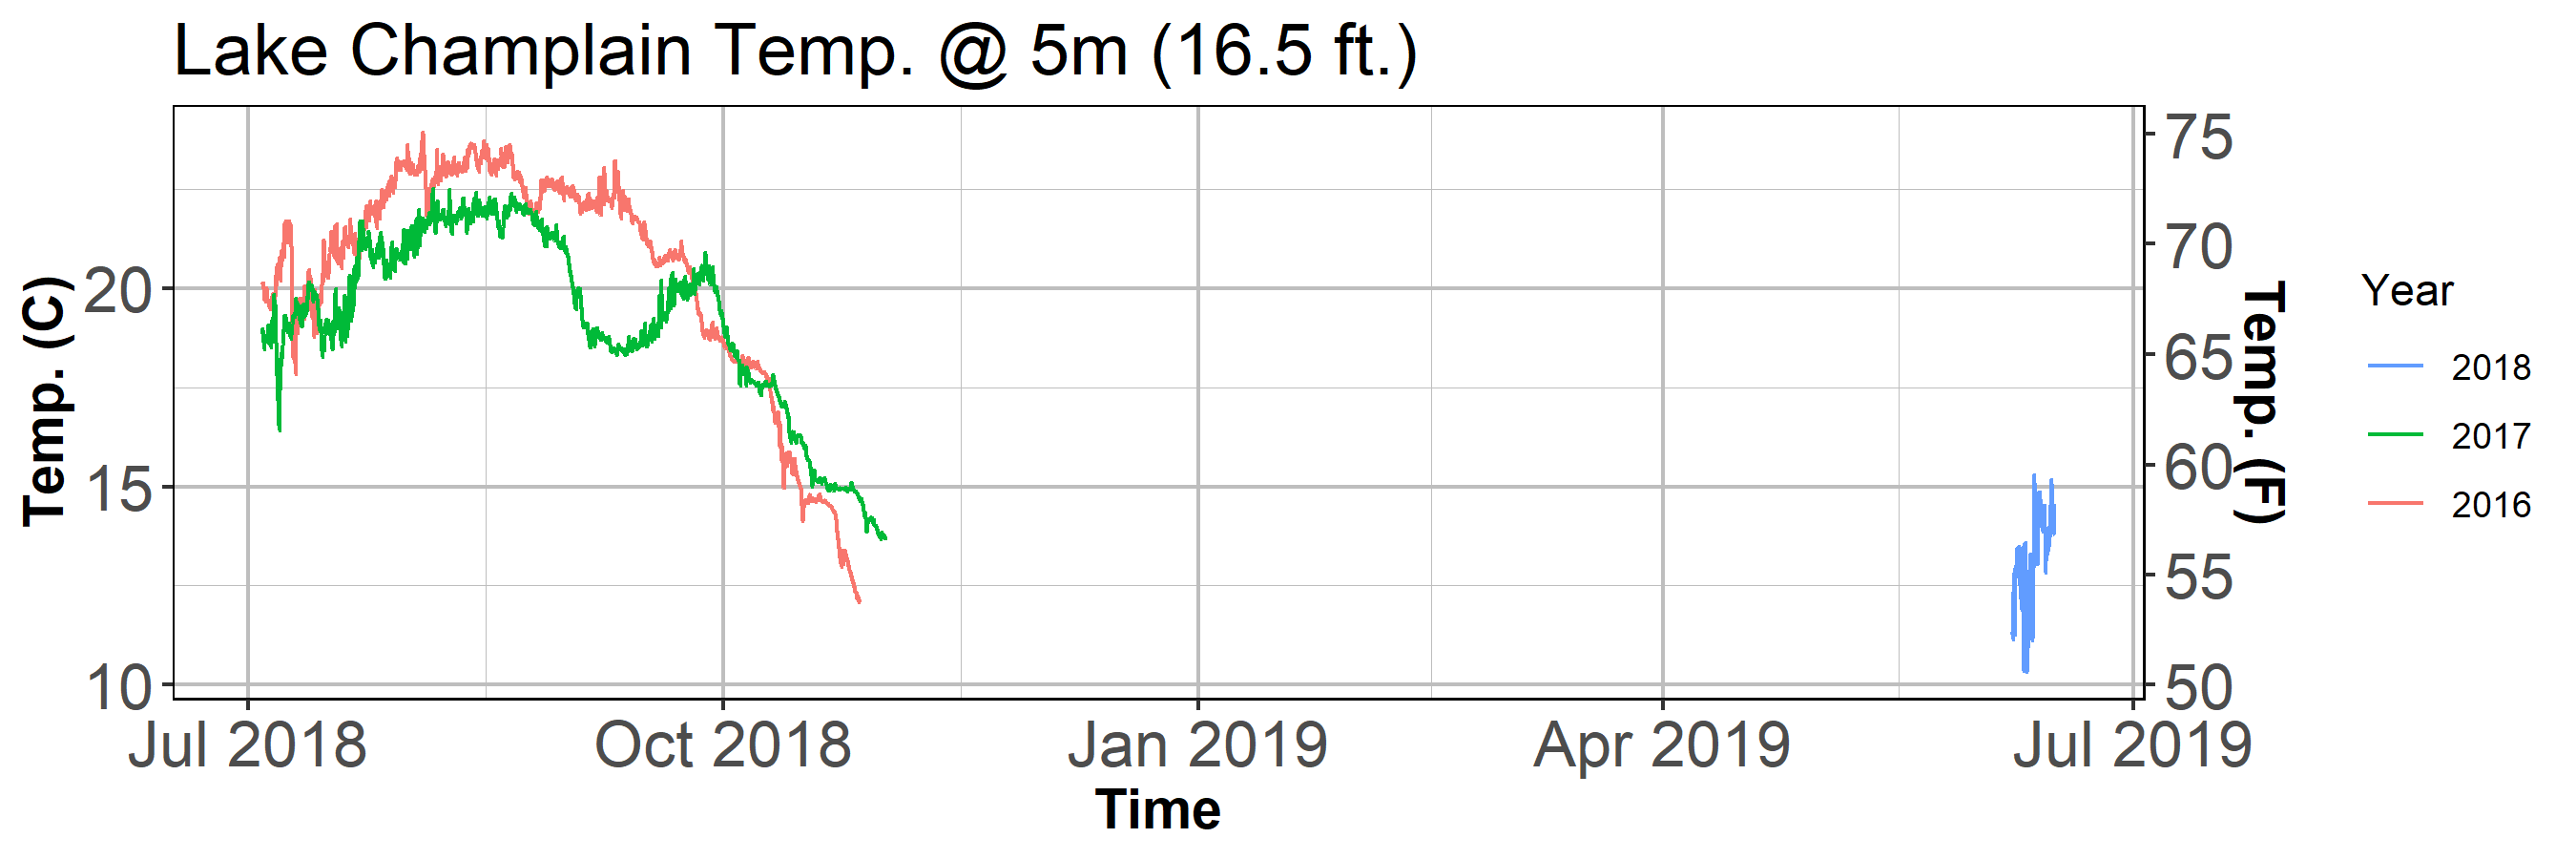 Lake Champlain Temp. @ 5m (16.5 ft.)
Temp. (C)
20
15
10
75
70
65
60
55
50
Temp. (F)
Jul 2018
Oct 2018
Jan 2019
Apr 2019
Jul 2019
Time
Year
2018
2017
2016